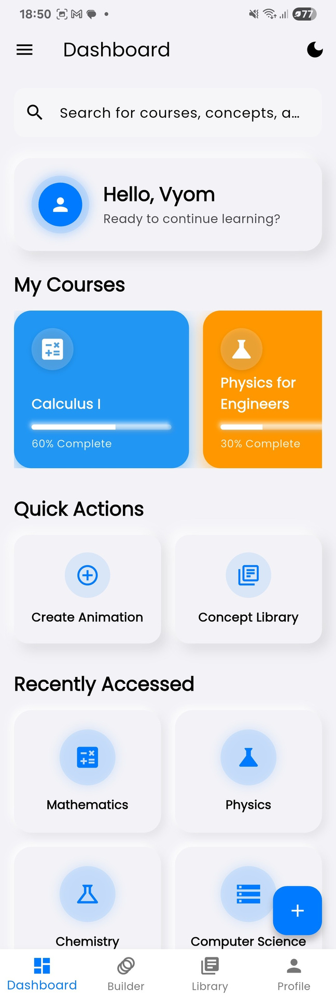 18:50
77
Dashboard
Search for courses, concepts, a...
Hello, Vyom
Ready to continue learning?
My Courses
Calculus I
60% Complete
Physics for
Engineers
30% Complete
Quick Actions
Create Animation
Concept Library
Recently Accessed
Mathematics
Physics
Chemistry
Computer Science
Dashboard
Builder
Library
Profile